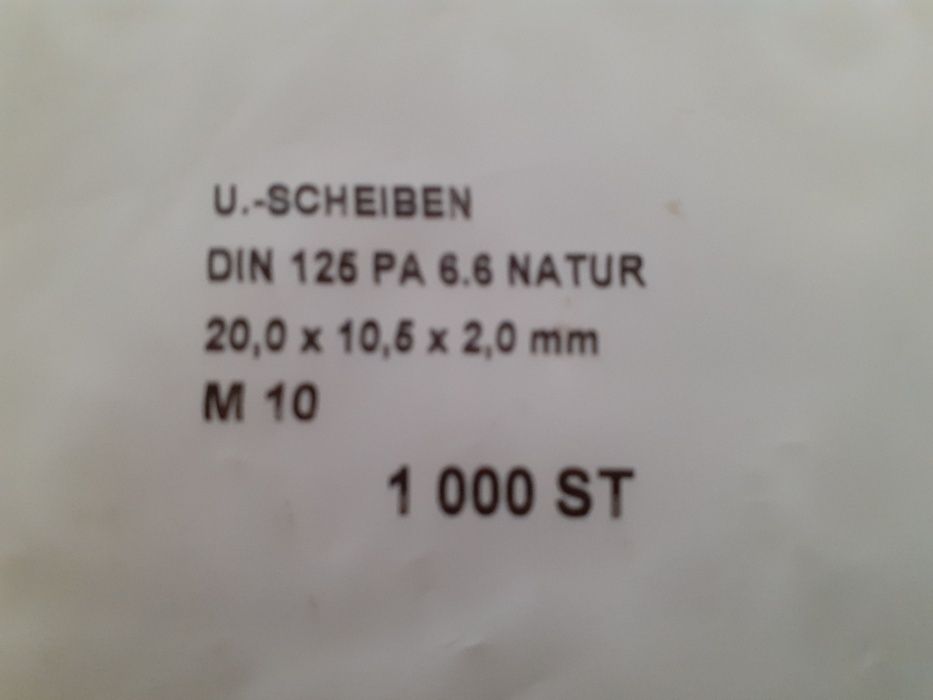 U.-SCHEIBEN
DIN 125 PA 6.6 NATUR
20,0 x 10,5 x 2,0 mm
M 10
1 000 ST